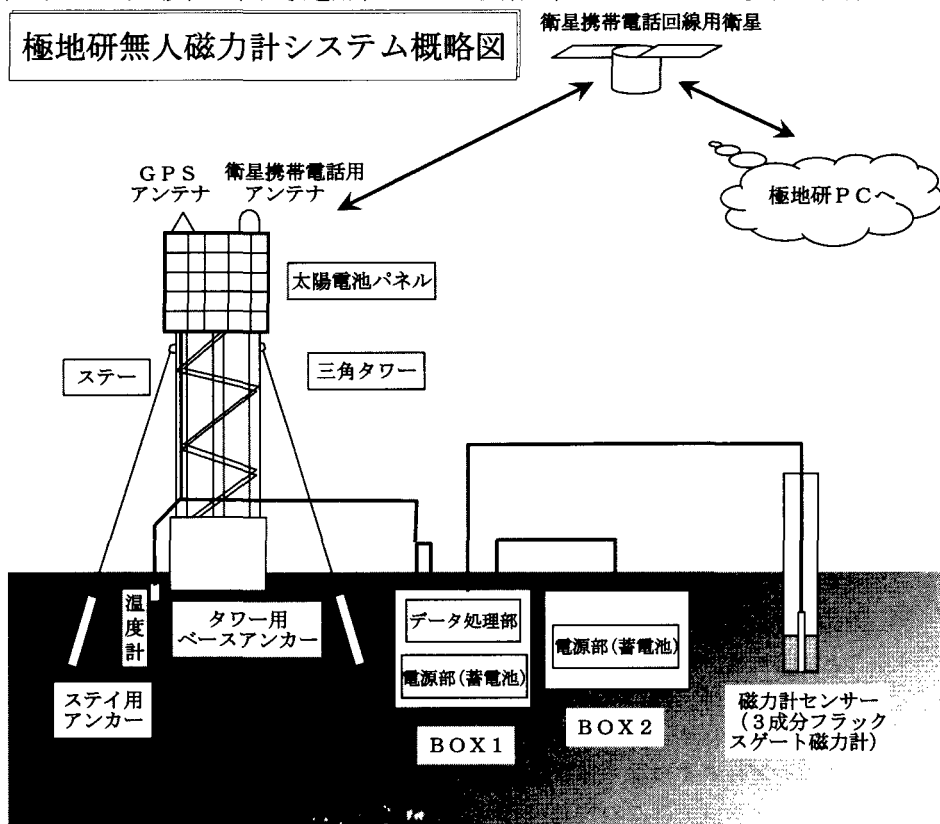 極地研無人磁力計システム概略図
衛星携帯電話回線用衛星
GPS
アンテナ
衛星携帯電話用
アンテナ
極地研PCへ
太陽電池パネル
ステー
三角タワー
温度計
タワー用
ベースアンカー
ステイ用
アンカー
データ処理部
電源部(蓄電池)
BOX1
電源部(蓄電池)
BOX2
磁力計センサー
(3成分フラック
スゲート磁力計)